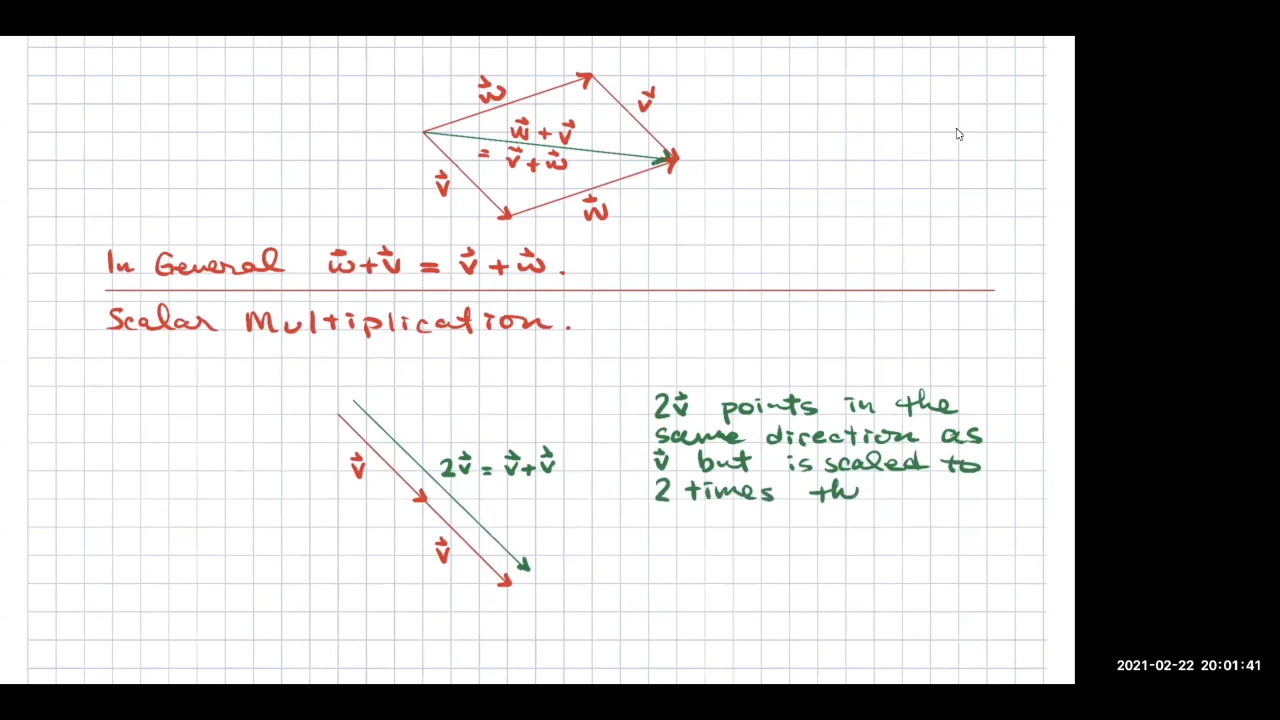 w⃗
v⃗
w⃗ + v⃗
= v⃗ + w⃗
v⃗
w⃗
In General w⃗ + v⃗ = v⃗ + w⃗.
Scalar Multiplication.
2v⃗ points in the
same direction as
v⃗ but is scaled to
2 times th
v⃗
2v⃗ = v⃗ + v⃗
v⃗
2021-02-22 20:01:41